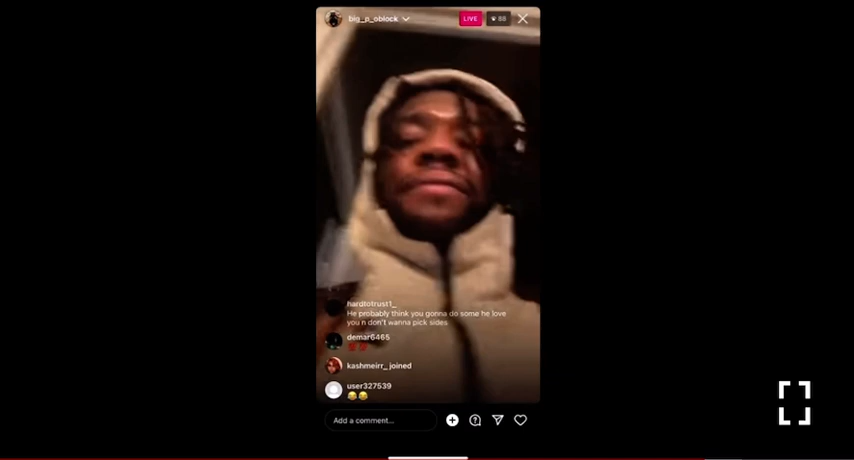 big_p_oblock
LIVE
88
hardtotrust1_
He probably think you gonna do some he love
you n don't wanna pick sides
demar6465
kashmeirr_ joined
user327539
Add a comment...